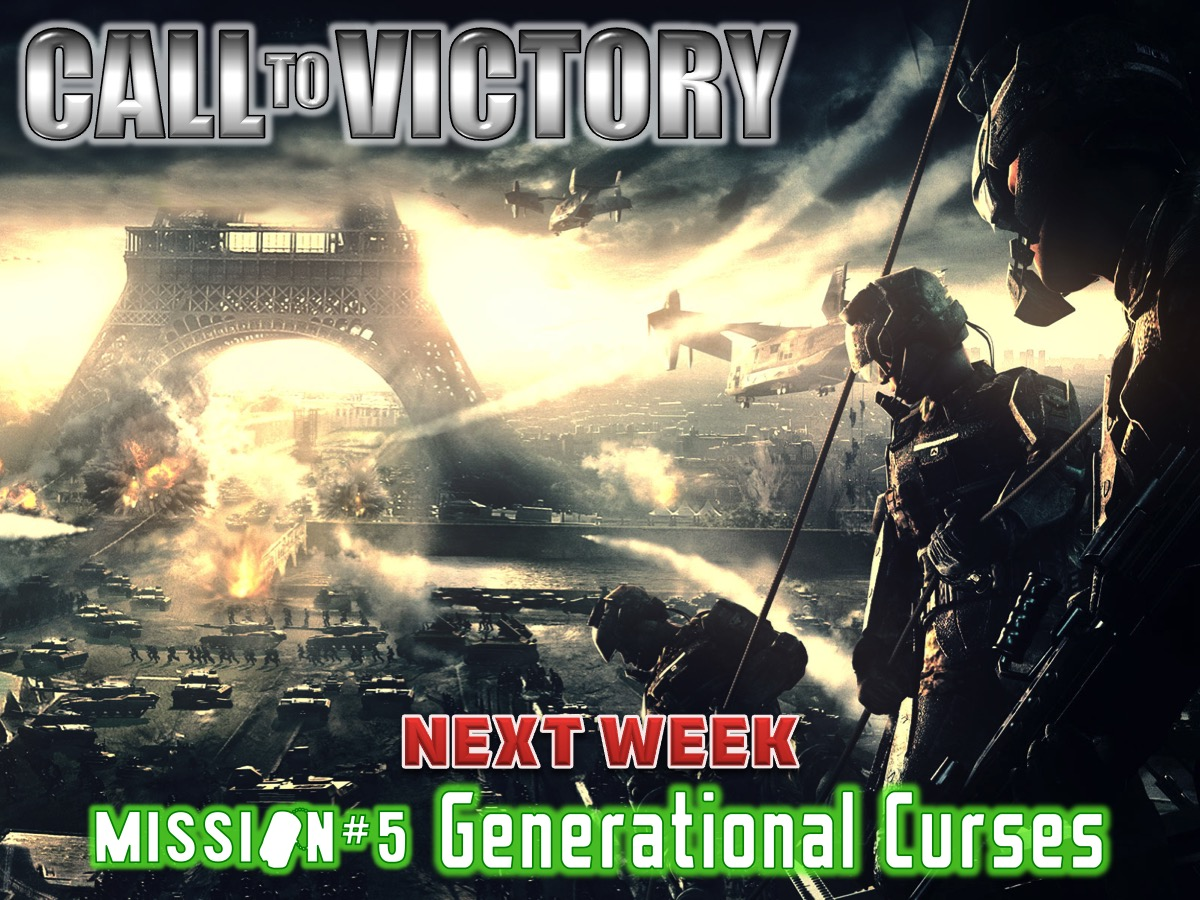 CALL TO VICTORY
NEXT WEEK
MISSION #5 Generational Curses